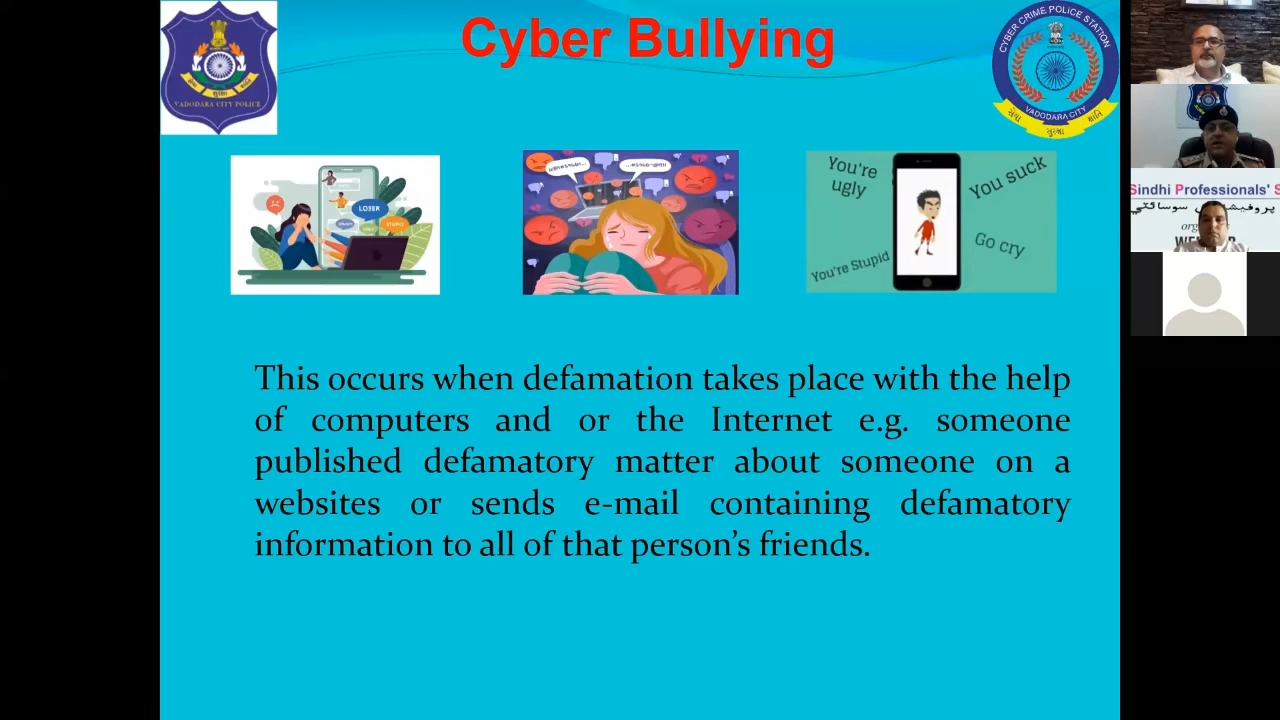 Cyber Bullying
VADODARA CITY POLICE
CYBER CRIME POLICE STATION
VADODARA CITY
સેવા
સુરક્ષા
શાંતિ
LOSER
STUPID
You're
ugly
You suck
You're Stupid
Go cry
This occurs when defamation takes place with the help
of computers and or the Internet e.g. someone
published defamatory matter about someone on a
websites or sends e-mail containing defamatory
information to all of that person’s friends.
Sindhi Professionals' S